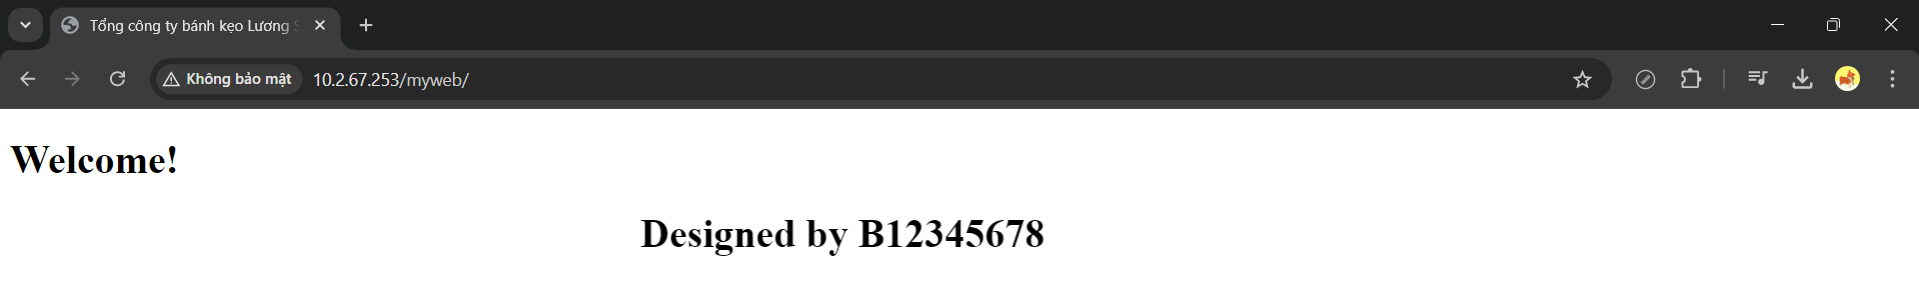 Tổng công ty bánh kẹo Lương
Không bảo mật 10.2.67.253/myweb/
Welcome!
Designed by B12345678